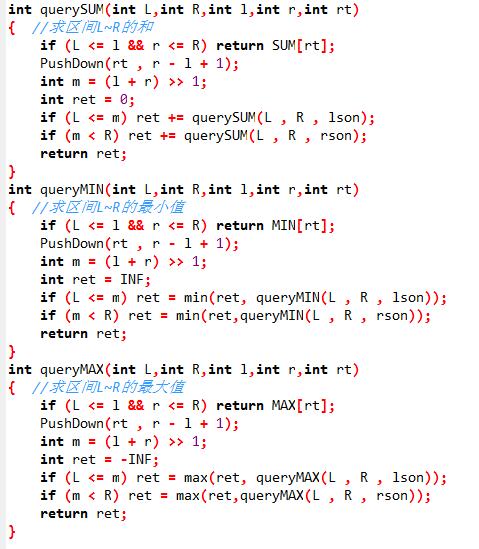 int querySUM(int L,int R,int l,int r,int rt)
{  //求区间L~R的和
    if (L <= l && r <= R) return SUM[rt];
    PushDown(rt , r - l + 1);
    int m = (l + r) >> 1;
    int ret = 0;
    if (L <= m) ret += querySUM(L , R , lson);
    if (m < R) ret += querySUM(L , R , rson);
    return ret;
}
int queryMIN(int L,int R,int l,int r,int rt)
{  //求区间L~R的最小值
    if (L <= l && r <= R) return MIN[rt];
    PushDown(rt , r - l + 1);
    int m = (l + r) >> 1;
    int ret = INF;
    if (L <= m) ret = min(ret, queryMIN(L , R , lson));
    if (m < R) ret = min(ret,queryMIN(L , R , rson));
    return ret;
}
int queryMAX(int L,int R,int l,int r,int rt)
{  //求区间L~R的最大值
    if (L <= l && r <= R) return MAX[rt];
    PushDown(rt , r - l + 1);
    int m = (l + r) >> 1;
    int ret = -INF;
    if (L <= m) ret = max(ret, queryMAX(L , R , lson));
    if (m < R) ret = max(ret,queryMAX(L , R , rson));
    return ret;
}